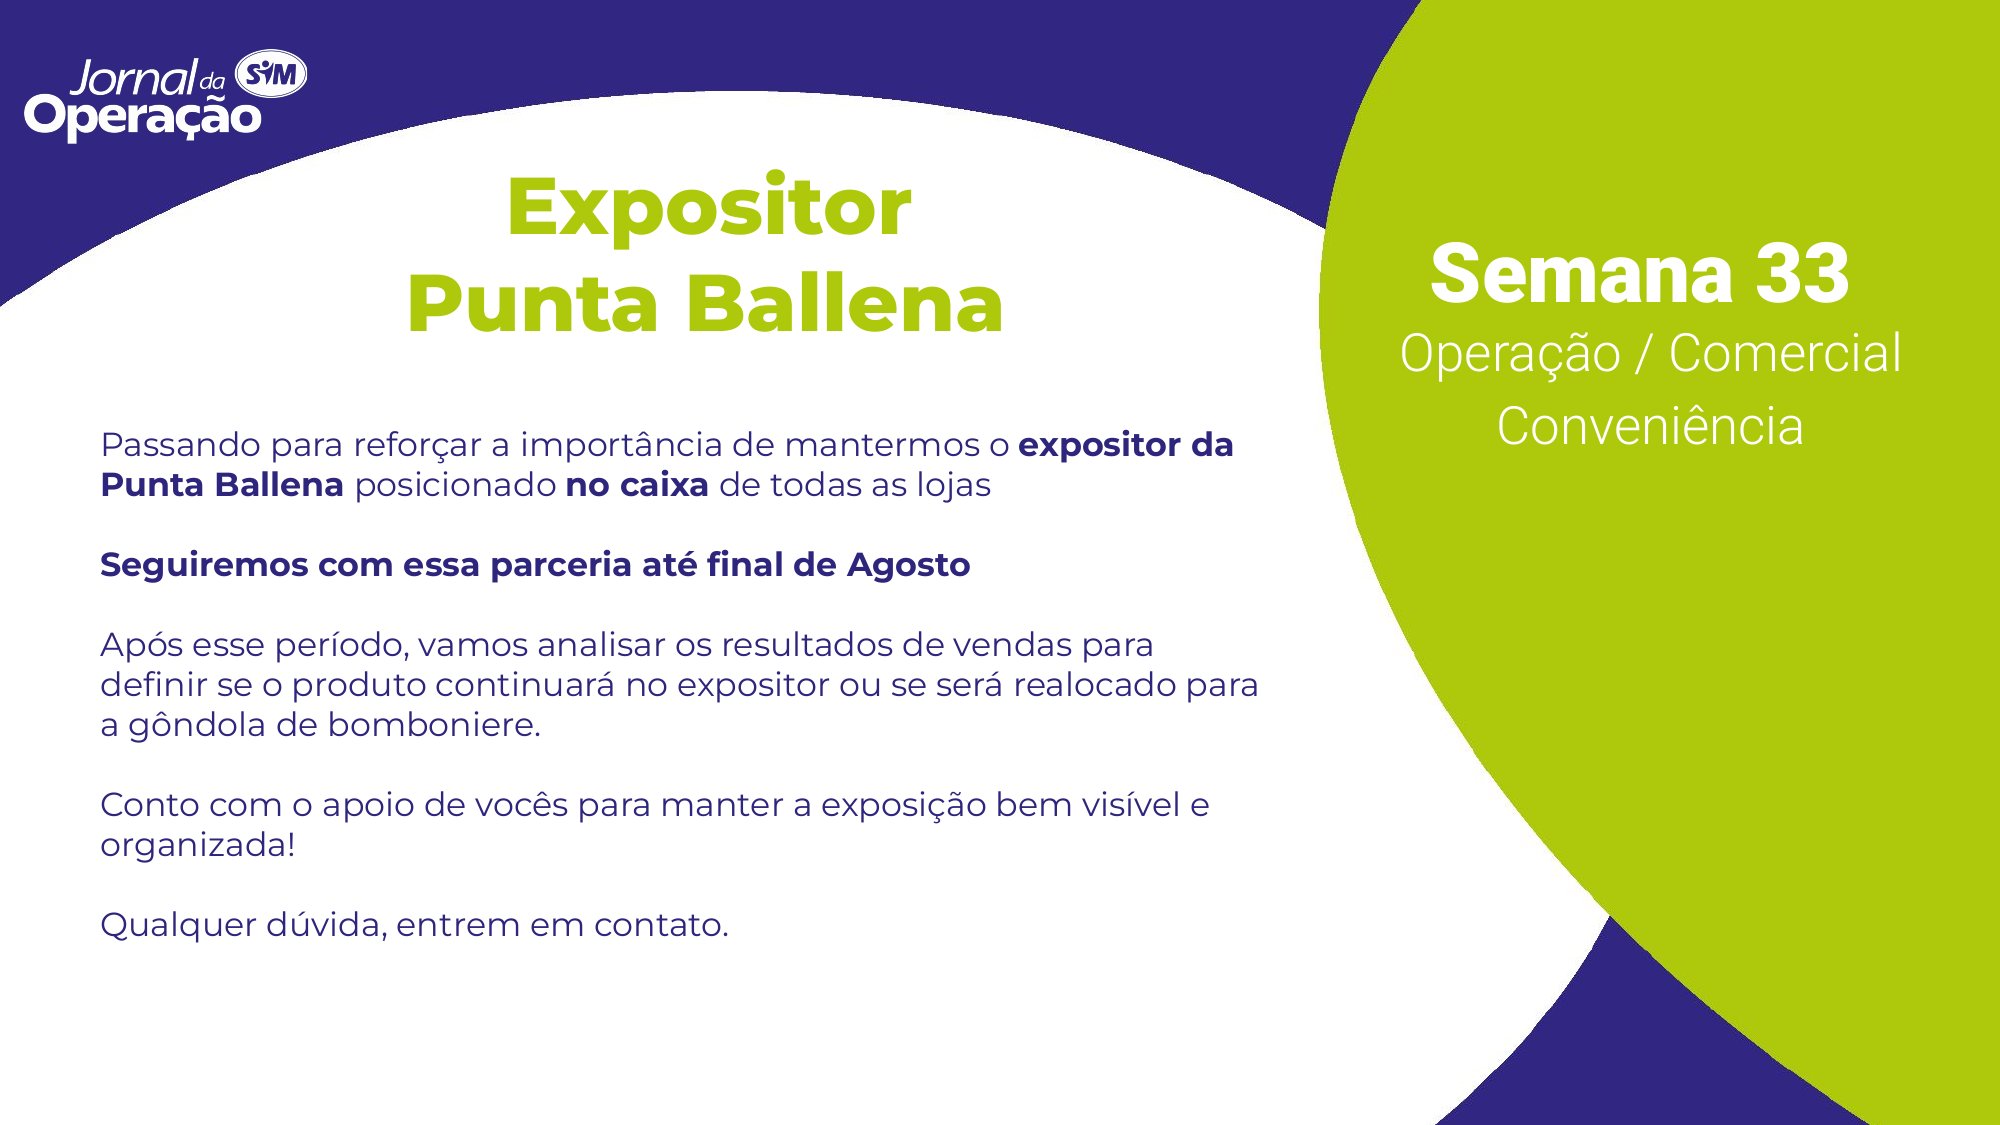 Jornal da SIM
Operação
Expositor
Punta Ballena
Semana 33
Operação / Comercial
Conveniência
Passando para reforçar a importância de mantermos o expositor da
Punta Ballena posicionado no caixa de todas as lojas
Seguiremos com essa parceria até final de Agosto
Após esse período, vamos analisar os resultados de vendas para
definir se o produto continuará no expositor ou se será realocado para
a gôndola de bomboniere.
Conto com o apoio de vocês para manter a exposição bem visível e
organizada!
Qualquer dúvida, entrem em contato.